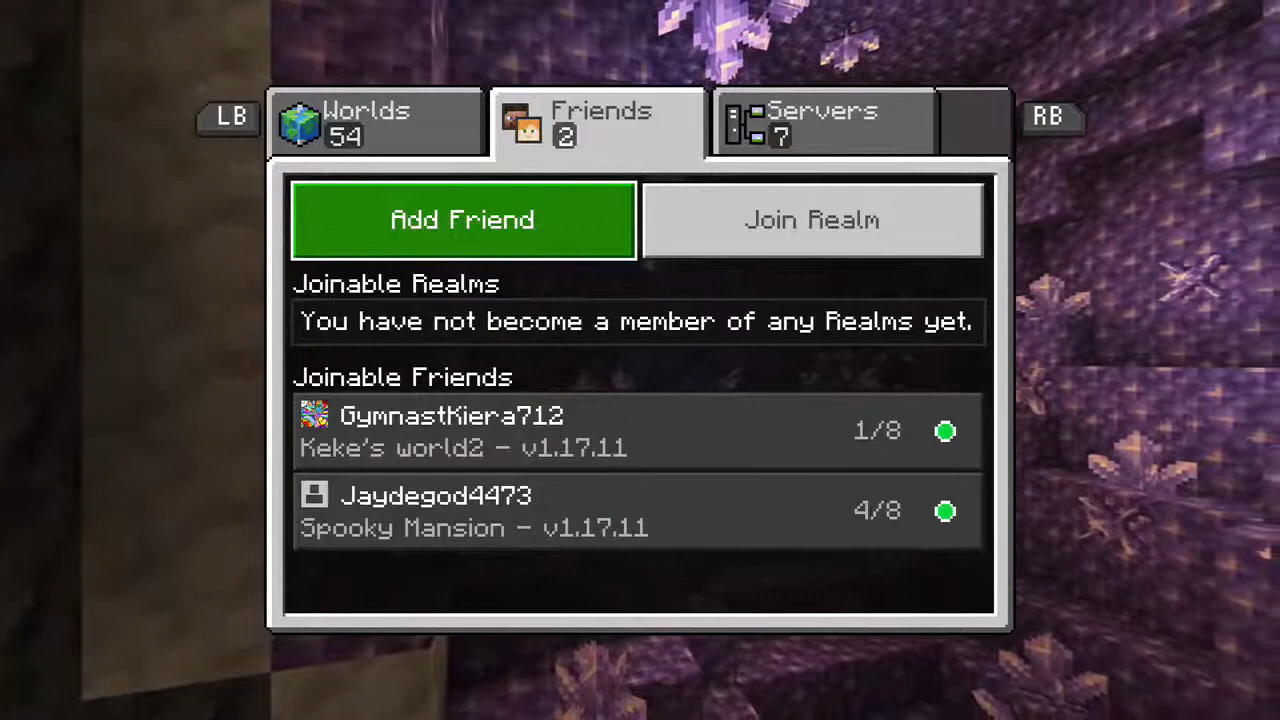 LB
Worlds
54
Friends
2
Servers
7
RB
Add Friend
Join Realm
Joinable Realms
You have not become a member of any Realms yet.
Joinable Friends
GymnastKiera712
1/8
Keke's world2 - v1.17.11
Jaydegod4473
4/8
Spooky Mansion - v1.17.11